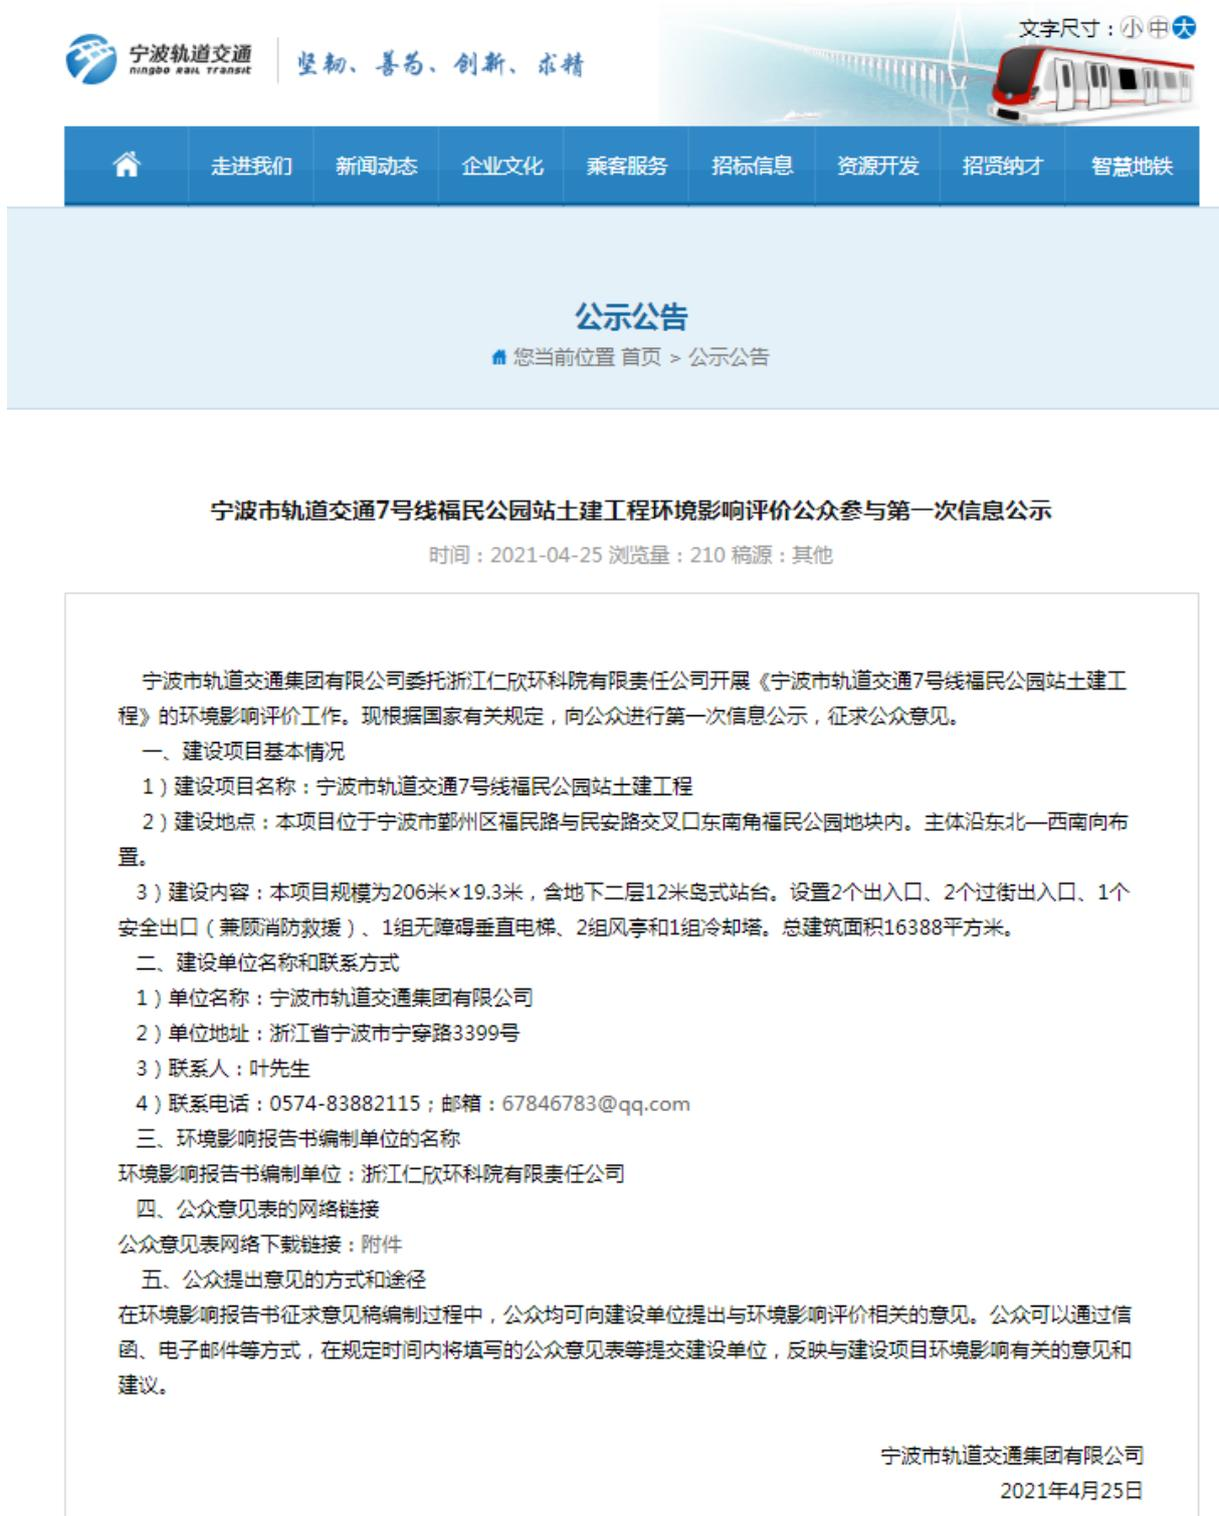 文字尺寸：小 中 大
宁波轨道交通
ningbo RAIL Transit
坚韧、善为、创新、求精
走进我们 新闻动态 企业文化 乘客服务 招标信息 资源开发 招贤纳才 智慧地铁
公示公告
您当前位置 首页 > 公示公告
宁波市轨道交通7号线福民公园站土建工程环境影响评价公众参与第一次信息公示
时间：2021-04-25 浏览量：210 稿源：其他
宁波市轨道交通集团有限公司委托浙江仁欣环科院有限责任公司开展《宁波市轨道交通7号线福民公园站土建工
程》的环境影响评价工作。现根据国家有关规定，向公众进行第一次信息公示，征求公众意见。
一、建设项目基本情况
1）建设项目名称：宁波市轨道交通7号线福民公园站土建工程
2）建设地点：本项目位于宁波市鄞州区福民路与民安路交叉口东南角福民公园地块内。主体沿东北—西南向布
置。
3）建设内容：本项目规模为206米×19.3米，含地下二层12米岛式站台。设置2个出入口、2个过街出入口、1个
安全出口（兼顾消防救援）、1组无障碍垂直电梯、2组风亭和1组冷却塔。总建筑面积16388平方米。
二、建设单位名称和联系方式
1）单位名称：宁波市轨道交通集团有限公司
2）单位地址：浙江省宁波市宁穿路3399号
3）联系人：叶先生
4）联系电话：0574-83882115；邮箱：67846783@qq.com
三、环境影响报告书编制单位的名称
环境影响报告书编制单位：浙江仁欣环科院有限责任公司
四、公众意见表的网络链接
公众意见表网络下载链接：附件
五、公众提出意见的方式和途径
在环境影响报告书征求意见稿编制过程中，公众均可向建设单位提出与环境影响评价相关的意见。公众可以通过信
函、电子邮件等方式，在规定时间内将填写的公众意见表等提交建设单位，反映与建设项目环境影响有关的意见和
建议。
宁波市轨道交通集团有限公司
2021年4月25日